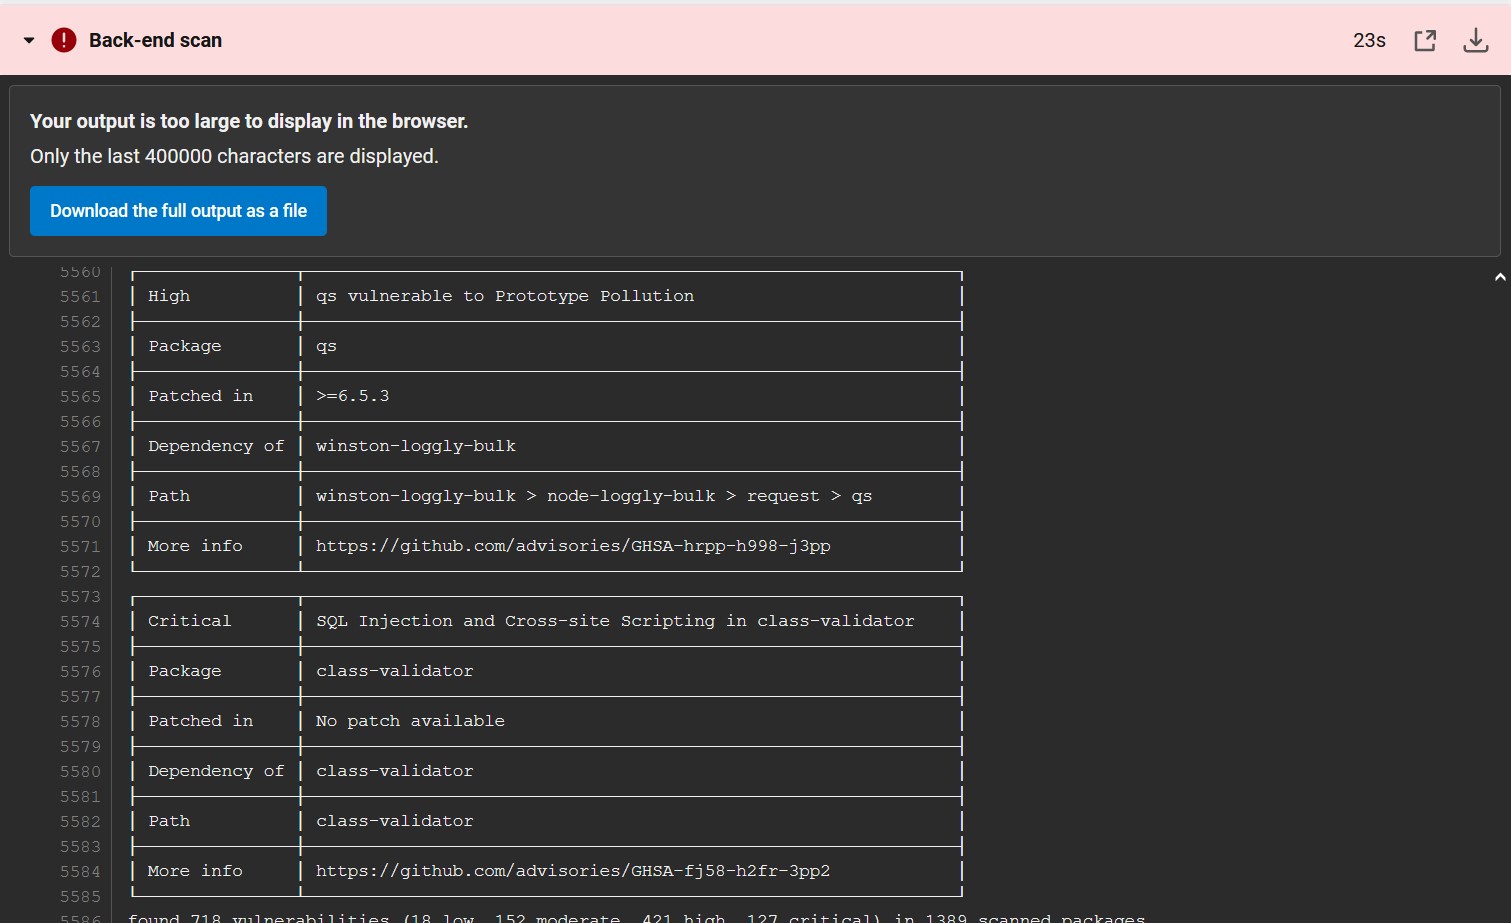 Back-end scan 23s
Your output is too large to display in the browser.
Only the last 400000 characters are displayed.
Download the full output as a file
5560
5561 High qs vulnerable to Prototype Pollution
5562
5563 Package qs
5564
5565 Patched in >=6.5.3
5566
5567 Dependency of winston-loggly-bulk
5568
5569 Path winston-loggly-bulk > node-loggly-bulk > request > qs
5570
5571 More info https://github.com/advisories/GHSA-hrpp-h998-j3pp
5572
5573
5574 Critical SQL Injection and Cross-site Scripting in class-validator
5575
5576 Package class-validator
5577
5578 Patched in No patch available
5579
5580 Dependency of class-validator
5581
5582 Path class-validator
5583
5584 More info https://github.com/advisories/GHSA-fj58-h2fr-3pp2
5585
5586 found 718 vulnerabilities (18 low, 152 moderate, 421 high, 127 critical) in 1389 scanned packages